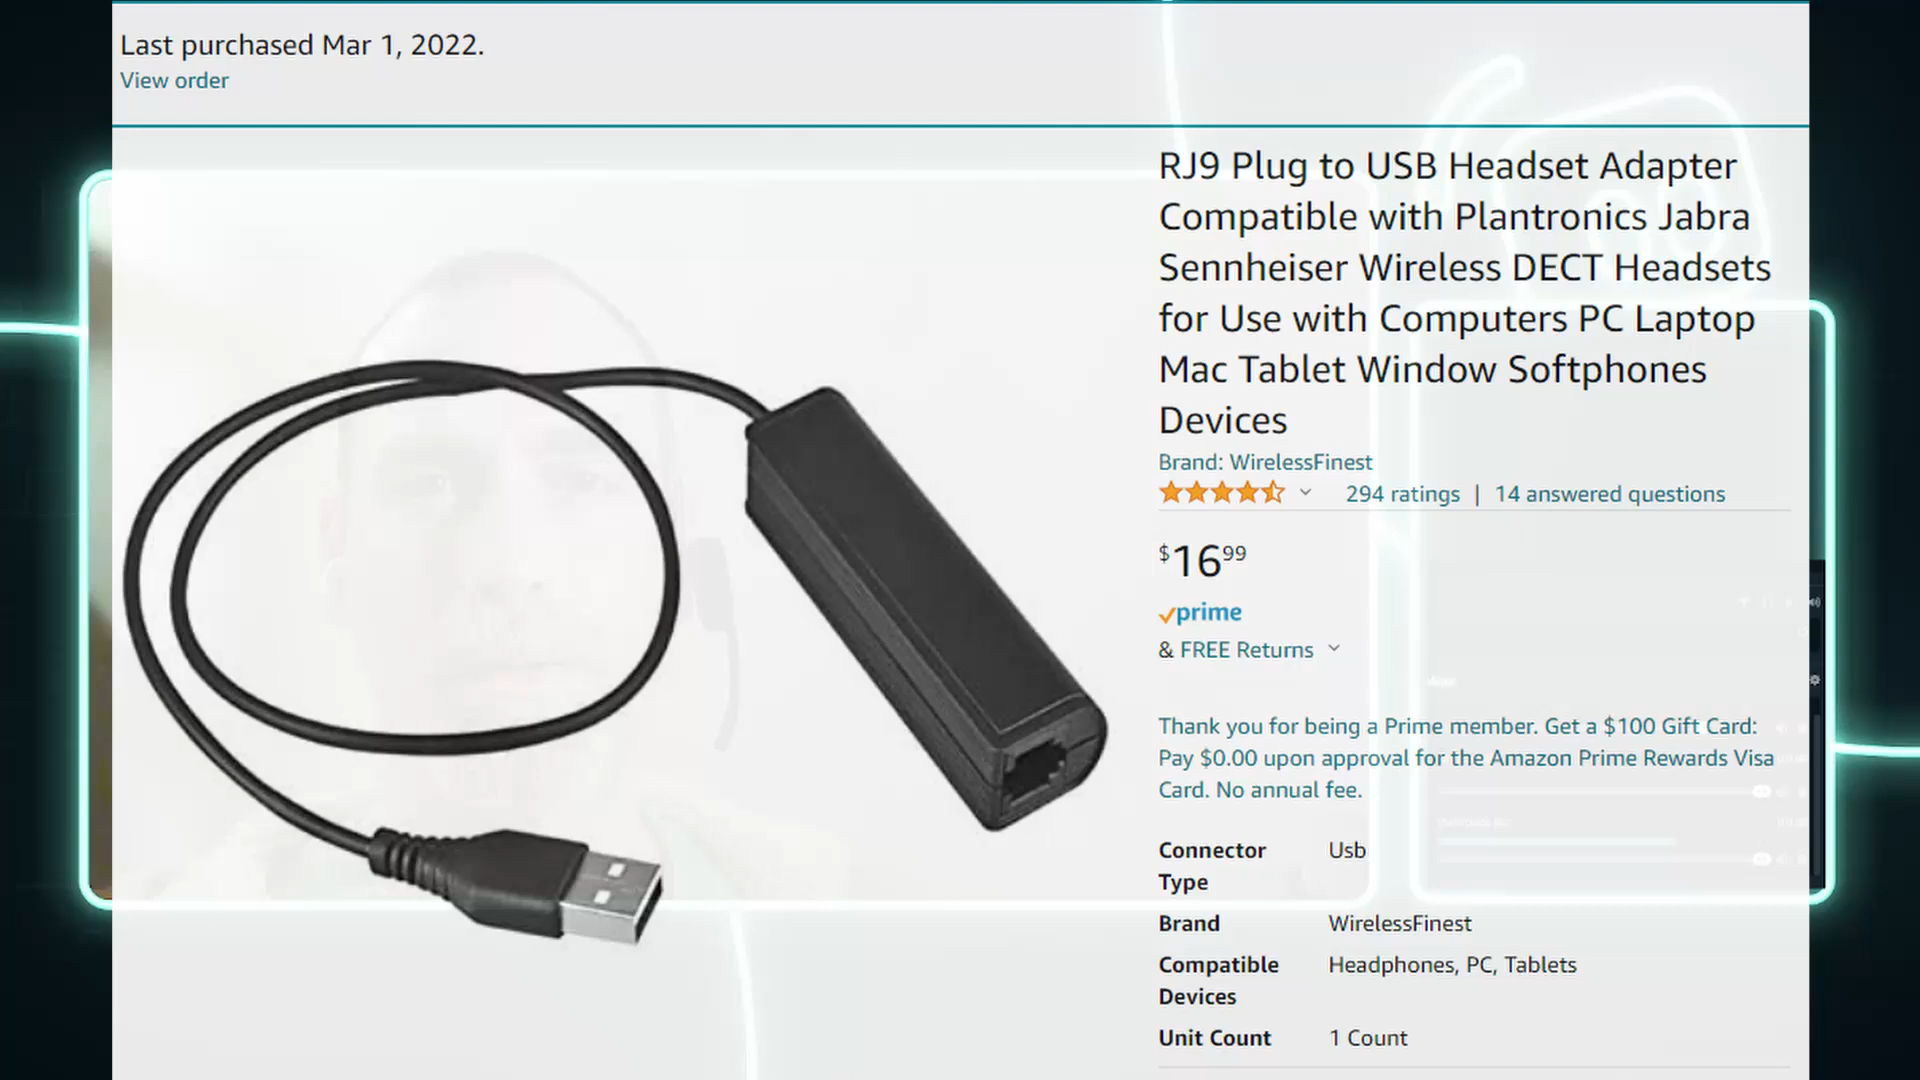 Last purchased Mar 1, 2022.
View order
RJ9 Plug to USB Headset Adapter
Compatible with Plantronics Jabra
Sennheiser Wireless DECT Headsets
for Use with Computers PC Laptop
Mac Tablet Window Softphones
Devices
Brand: WirelessFinest
294 ratings | 14 answered questions
$16.99
prime
& FREE Returns
Thank you for being a Prime member. Get a $100 Gift Card:
Pay $0.00 upon approval for the Amazon Prime Rewards Visa
Card. No annual fee.
Connector Usb
Type
Brand WirelessFinest
Compatible Headphones, PC, Tablets
Devices
Unit Count 1 Count